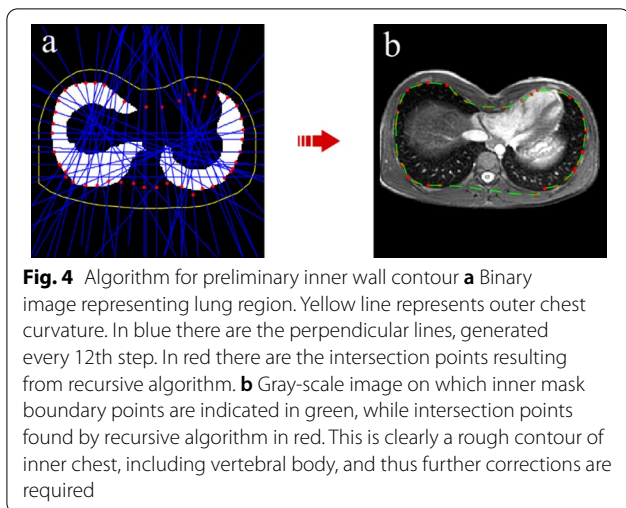 a
b
Fig. 4 Algorithm for preliminary inner wall contour a Binary
image representing lung region. Yellow line represents outer chest
curvature. In blue there are the perpendicular lines, generated
every 12th step. In red there are the intersection points resulting
from recursive algorithm. b Gray-scale image on which inner mask
boundary points are indicated in green, while intersection points
found by recursive algorithm in red. This is clearly a rough contour of
inner chest, including vertebral body, and thus further corrections are
required